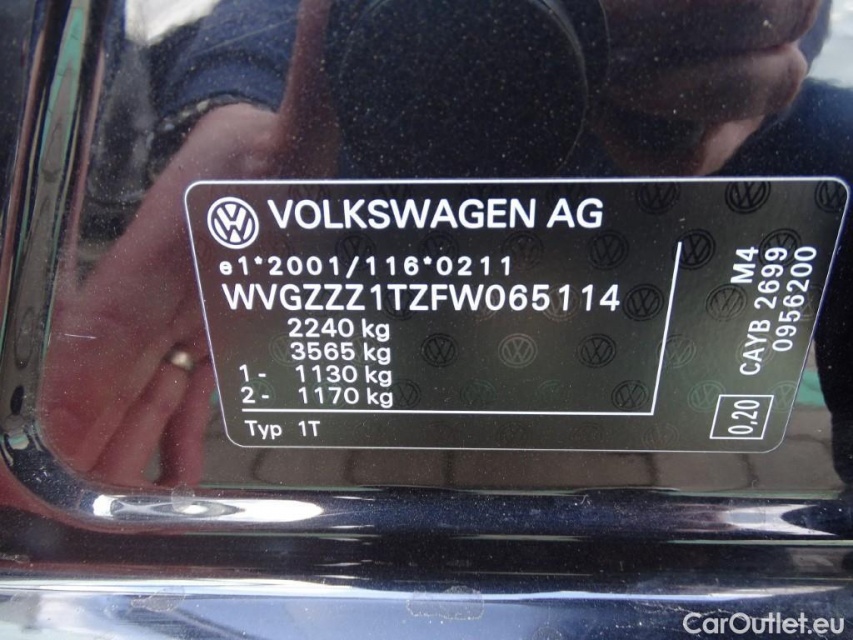 VOLKSWAGEN AG
e1*2001/116*0211
WVGZZZ1TZFW065114
2240 kg
3565 kg
1 - 1130 kg
2 - 1170 kg
Typ 1T
M4
CAYB 2699
0956200
0,20
CarOutlet.eu